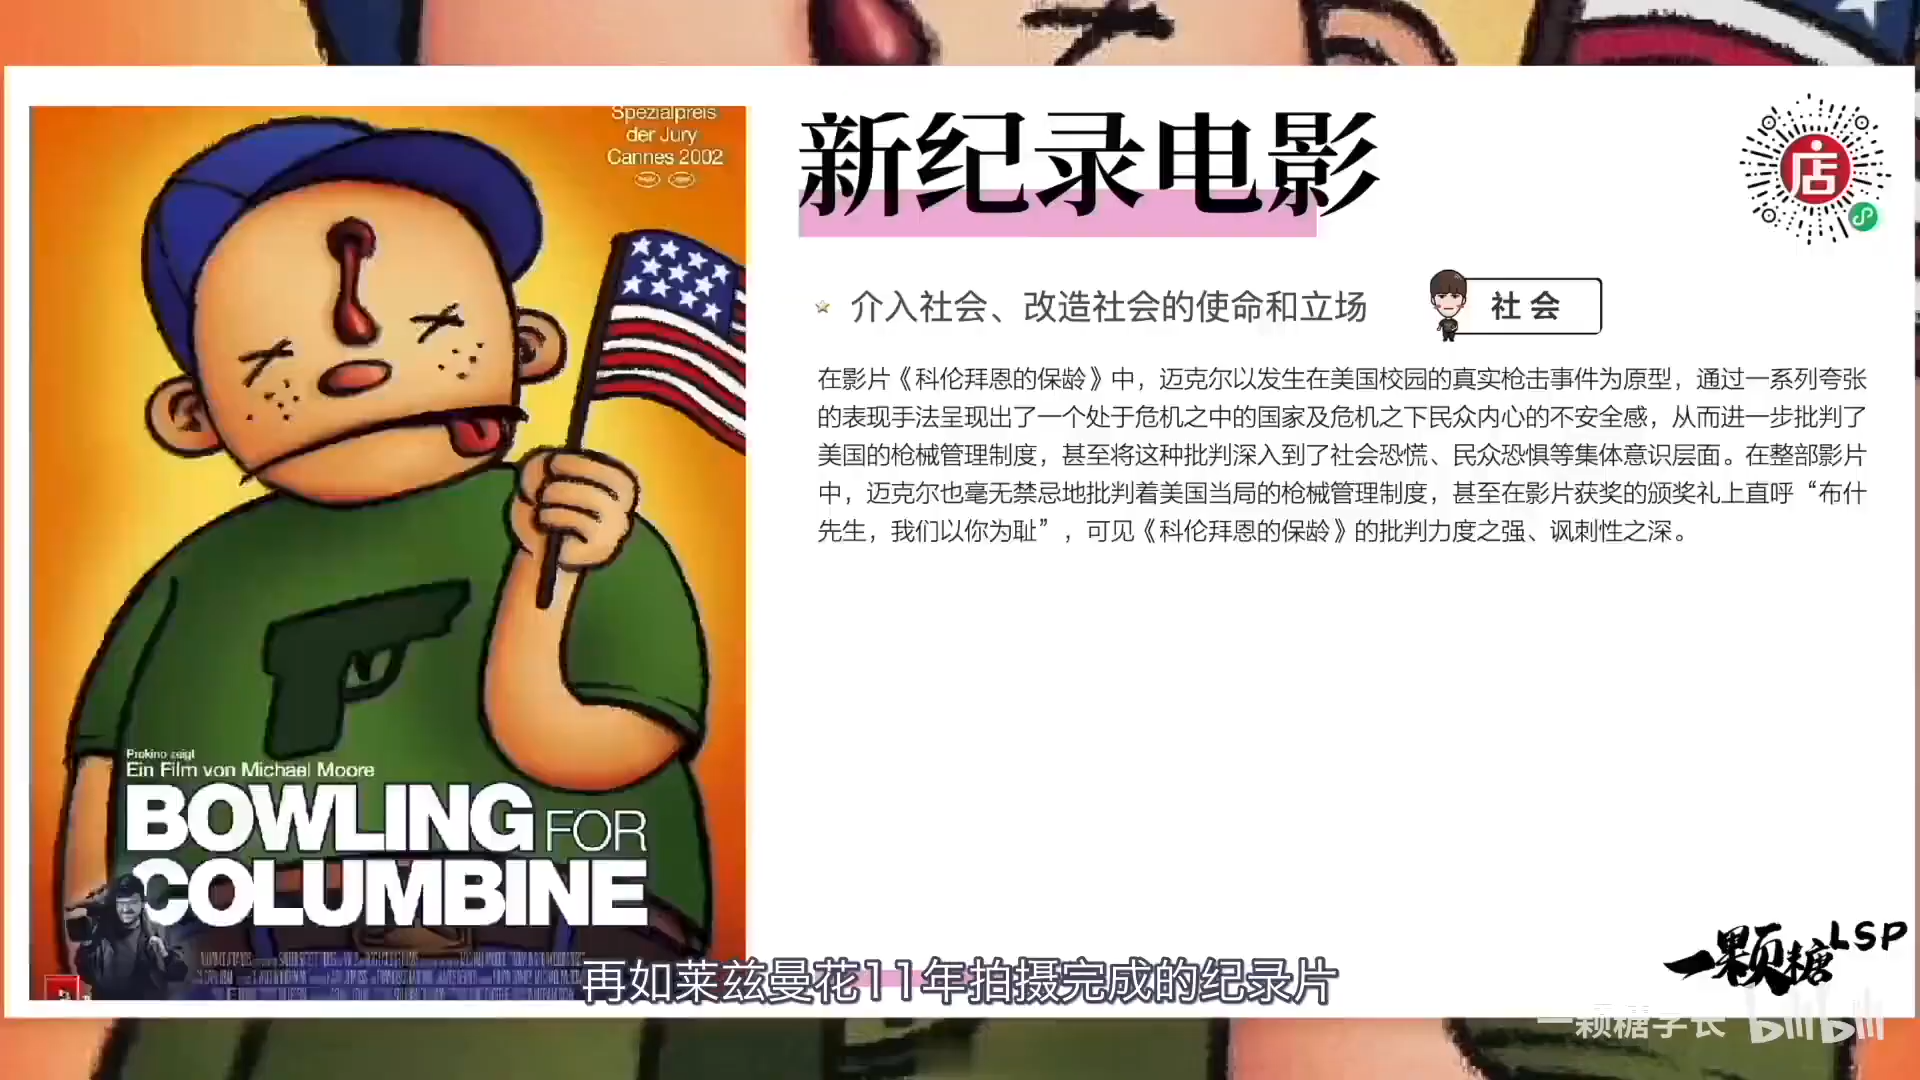 Spezialpreis
der Jury
Cannes 2002
Prokino zeigt
Ein Film von Michael Moore
BOWLING FOR
COLUMBINE
新纪录电影
店
介入社会、改造社会的使命和立场
社会
在影片《科伦拜恩的保龄》中，迈克尔以发生在美国校园的真实枪击事件为原型，通过一系列夸张
的表现手法呈现出了一个处于危机之中的国家及危机之下民众内心的不安全感，从而进一步批判了
美国的枪械管理制度，甚至将这种批判深入到了社会恐慌、民众恐惧等集体意识层面。在整部影片
中，迈克尔也毫无禁忌地批判着美国当局的枪械管理制度，甚至在影片获奖的颁奖礼上直呼“布什
先生，我们以你为耻”，可见《科伦拜恩的保龄》的批判力度之强、讽刺性之深。
一颗糖LSP
再如莱兹曼花11年拍摄完成的纪录片
一颗糖学长 bilibili